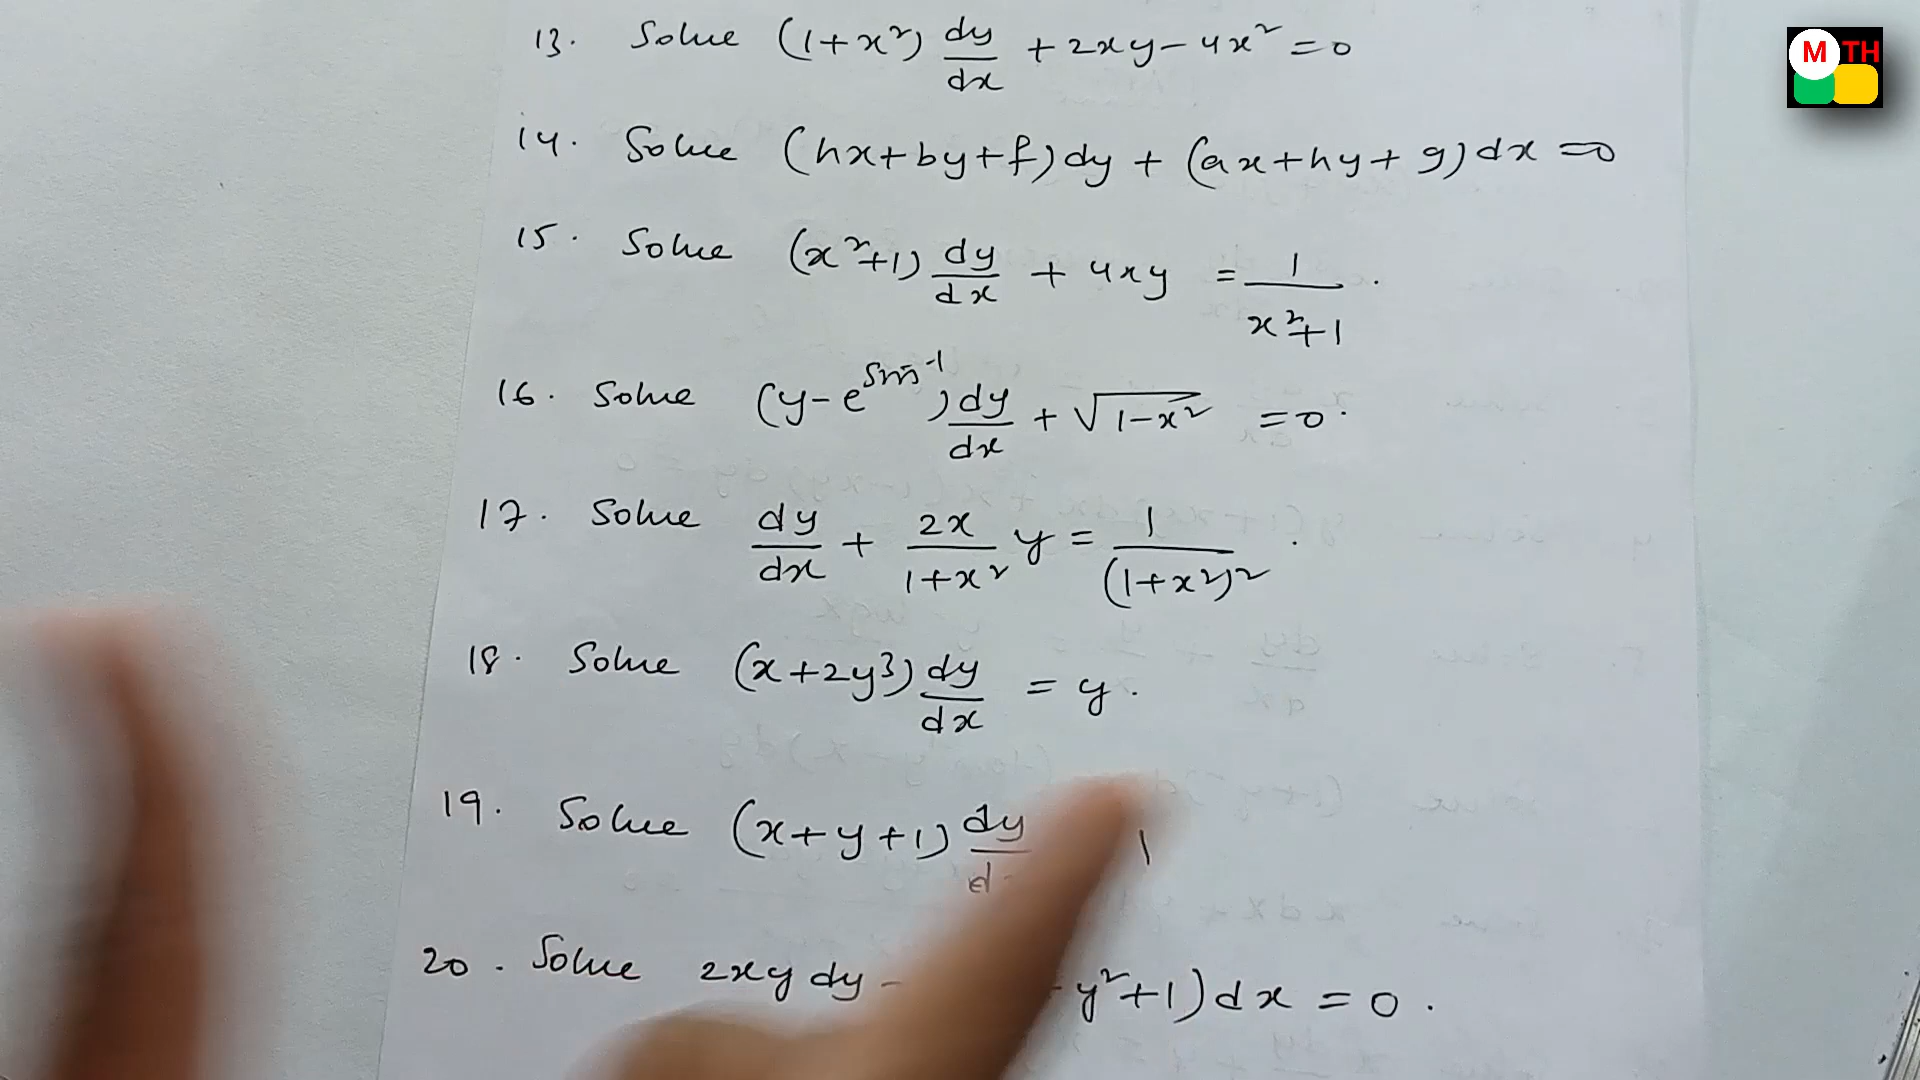 M TH
13. Solve (1+x²) dy/dx + 2xy - 4x² = 0
14. Solve (hx+by+f)dy + (ax+hy+g)dx = 0
15. Solve (x²+1) dy/dx + 4xy = 1/(x²+1).
16. Solve (y-e^(sin⁻¹)) dy/dx + √(1-x²) = 0.
17. Solve dy/dx + 2x/(1+x²) y = 1/(1+x²)².
18. Solve (x+2y³) dy/dx = y.
19. Solve (x+y+1) dy/d 1
20. Solve 2xy dy - y²+1)dx = 0.